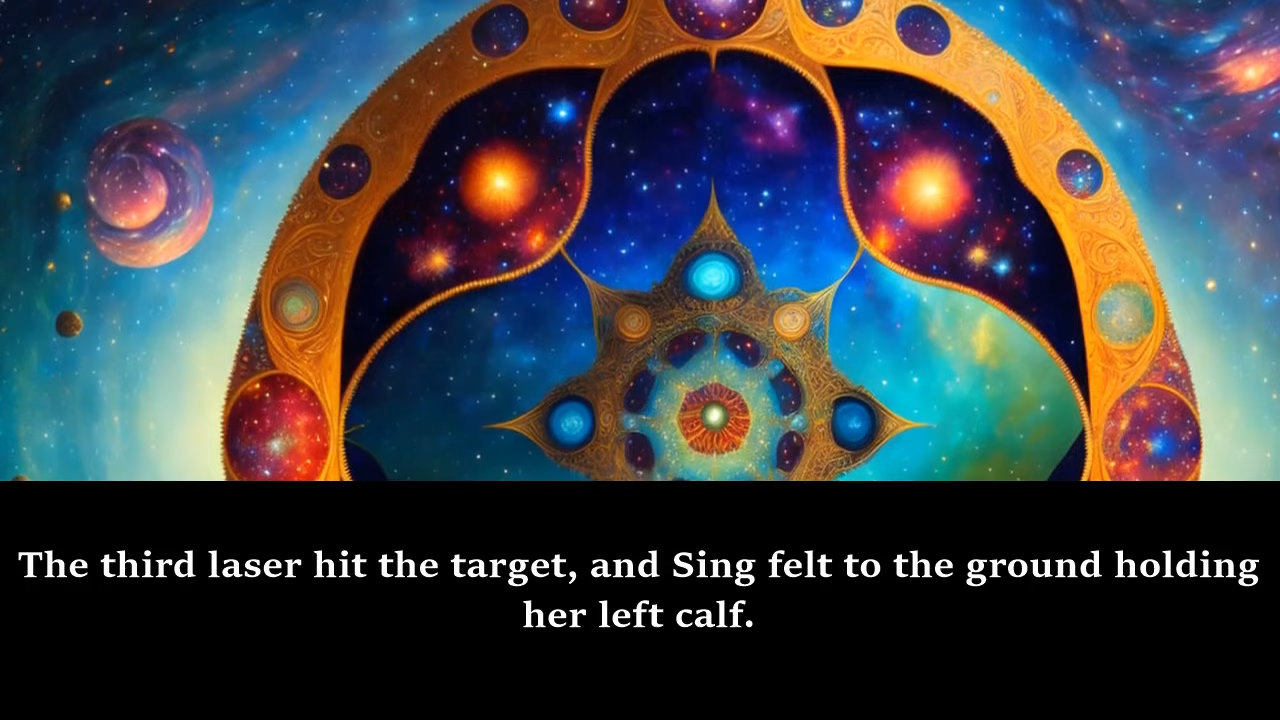 The third laser hit the target, and Sing felt to the ground holding
her left calf.